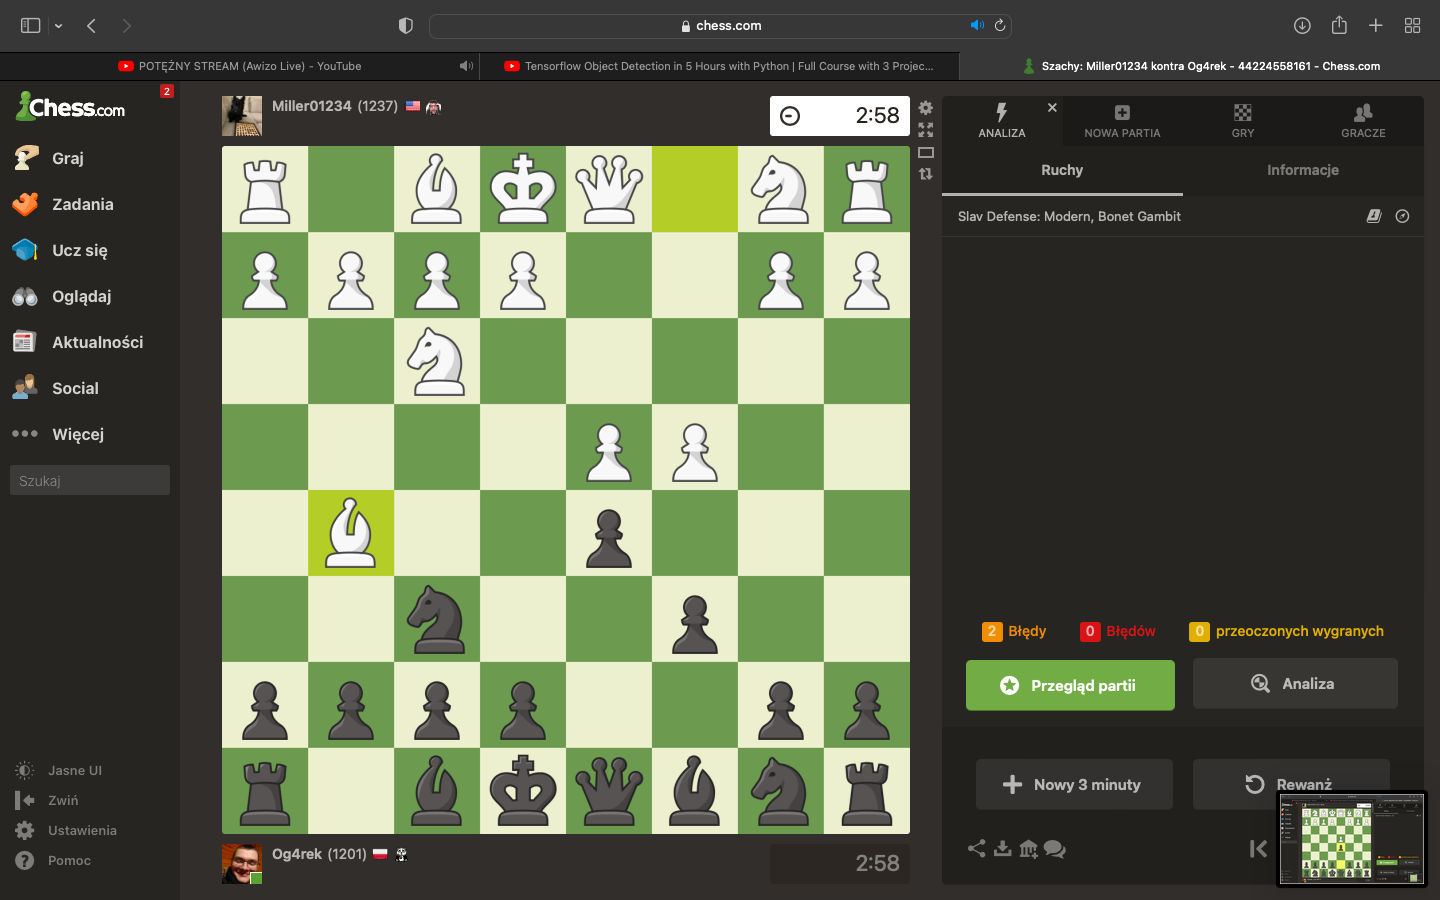 chess.com
POTĘŻNY STREAM (Awizo Live) - YouTube
Tensorflow Object Detection in 5 Hours with Python | Full Course with 3 Projec...
Szachy: Miller01234 kontra Og4rek - 44224558161 - Chess.com
Chess.com
2
Graj
Zadania
Ucz się
Oglądaj
Aktualności
Social
Więcej
Szukaj
Jasne UI
Zwiń
Ustawienia
Pomoc
Miller01234 (1237)
2:58
Og4rek (1201)
2:58
ANALIZA
NOWA PARTIA
GRY
GRACZE
Ruchy
Informacje
Slav Defense: Modern, Bonet Gambit
2 Błędy
0 Błędów
0 przeoczonych wygranych
Przegląd partii
Analiza
Nowy 3 minuty
Rewanż